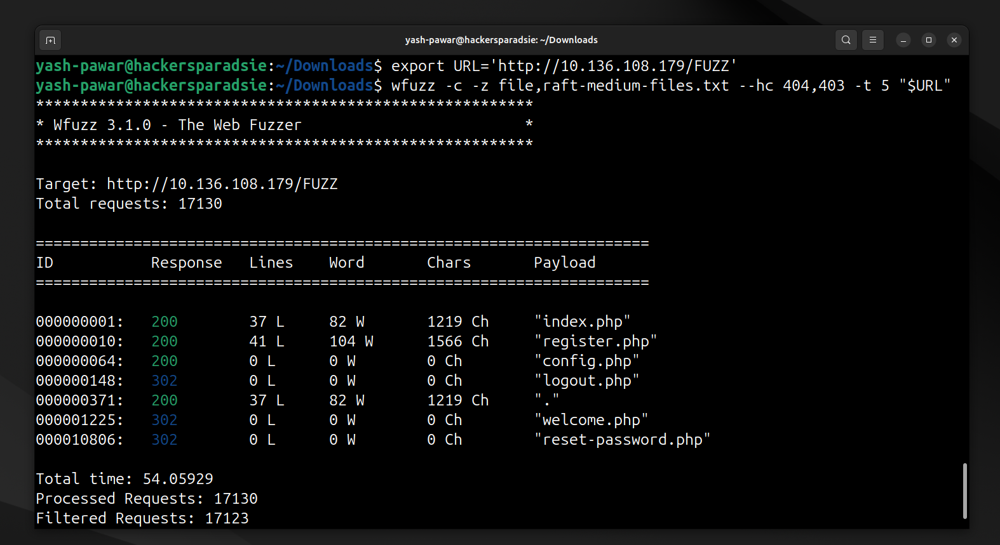 yash-pawar@hackersparadsie: ~/Downloads
yash-pawar@hackersparadsie:~/Downloads$ export URL='http://10.136.108.179/FUZZ'
yash-pawar@hackersparadsie:~/Downloads$ wfuzz -c -z file,raft-medium-files.txt --hc 404,403 -t 5 "$URL"
********************************************************
* Wfuzz 3.1.0 - The Web Fuzzer                         *
********************************************************
Target: http://10.136.108.179/FUZZ
Total requests: 17130
=====================================================================
ID           Response   Lines    Word       Chars       Payload
=====================================================================
000000001:   200        37 L     82 W       1219 Ch     "index.php"
000000010:   200        41 L     104 W      1566 Ch     "register.php"
000000064:   200        0 L      0 W        0 Ch        "config.php"
000000148:   302        0 L      0 W        0 Ch        "logout.php"
000000371:   200        37 L     82 W       1219 Ch     "."
000001225:   302        0 L      0 W        0 Ch        "welcome.php"
000010806:   302        0 L      0 W        0 Ch        "reset-password.php"
Total time: 54.05929
Processed Requests: 17130
Filtered Requests: 17123